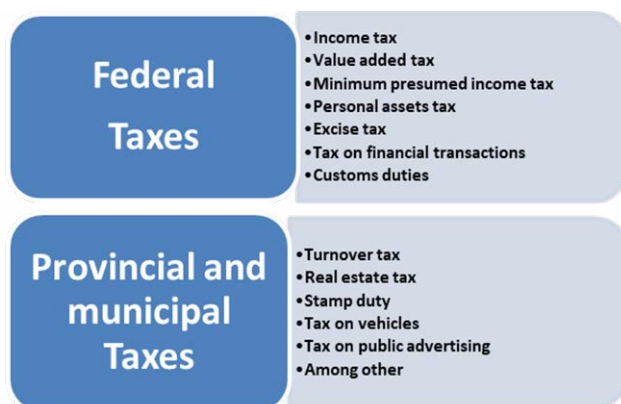 Federal
Taxes
•Income tax
•Value added tax
•Minimum presumed income tax
•Personal assets tax
•Excise tax
•Tax on financial transactions
•Customs duties
Provincial and
municipal
Taxes
•Turnover tax
•Real estate tax
•Stamp duty
•Tax on vehicles
•Tax on public advertising
•Among other